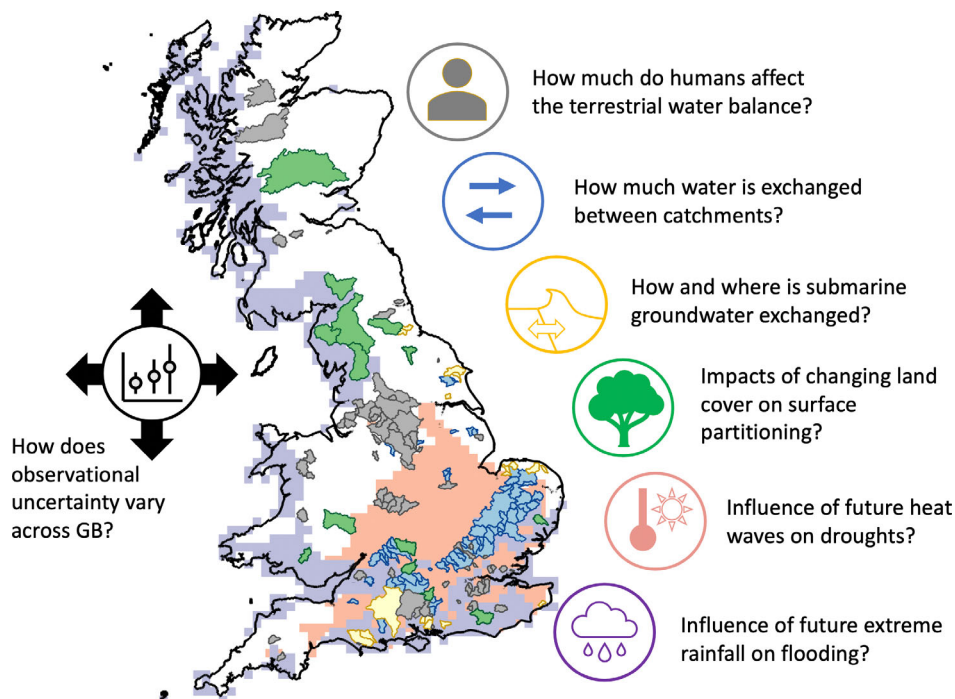 How much do humans affect
the terrestrial water balance?
How much water is exchanged
between catchments?
How and where is submarine
groundwater exchanged?
Impacts of changing land
cover on surface
partitioning?
How does
observational
uncertainty vary
across GB?
Influence of future heat
waves on droughts?
Influence of future extreme
rainfall on flooding?